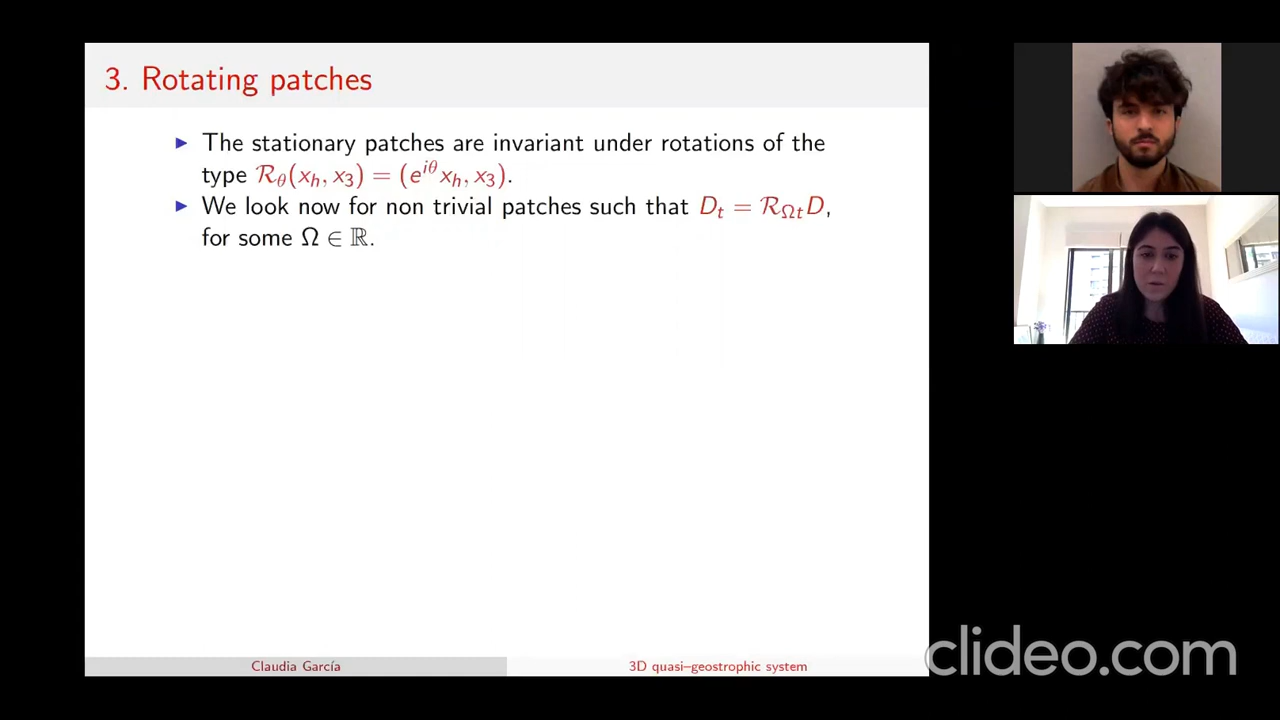 3. Rotating patches
▶ The stationary patches are invariant under rotations of the
type ℛ_θ(x_h, x_3) = (e^{iθ}x_h, x_3).
▶ We look now for non trivial patches such that D_t = ℛ_{Ωt}D,
for some Ω ∈ ℝ.
Claudia García
3D quasi–geostrophic system
clideo.com